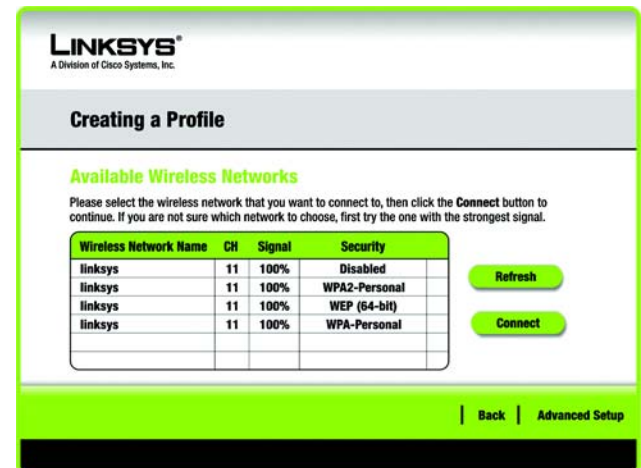 LINKSYS®
A Division of Cisco Systems, Inc.
Creating a Profile
Available Wireless Networks
Please select the wireless network that you want to connect to, then click the Connect button to
continue. If you are not sure which network to choose, first try the one with the strongest signal.
Wireless Network Name CH Signal Security
linksys 11 100% Disabled
linksys 11 100% WPA2-Personal
linksys 11 100% WEP (64-bit)
linksys 11 100% WPA-Personal
Refresh
Connect
Back | Advanced Setup